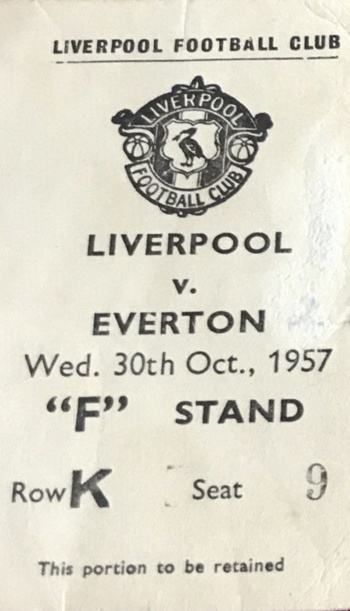 LIVERPOOL FOOTBALL CLUB
LIVERPOOL
FOOTBALL CLUB
LIVERPOOL
v.
EVERTON
Wed. 30th Oct., 1957
"F" STAND
Row K Seat 9
This portion to be retained